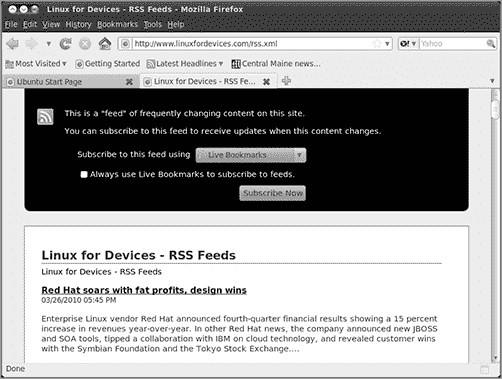 Linux for Devices - RSS Feeds - Mozilla Firefox
File Edit View History Bookmarks Tools Help
http://www.linuxfordevices.com/rss.xml Yahoo
Most Visited Getting Started Latest Headlines Central Maine news...
Ubuntu Start Page Linux for Devices - RSS Fe...
This is a "feed" of frequently changing content on this site.
You can subscribe to this feed to receive updates when this content changes.
Subscribe to this feed using Live Bookmarks
Always use Live Bookmarks to subscribe to feeds.
Subscribe Now
Linux for Devices - RSS Feeds
Linux for Devices - RSS Feeds
Red Hat soars with fat profits, design wins
03/26/2010 05:45 PM
Enterprise Linux vendor Red Hat announced fourth-quarter financial results showing a 15 percent
increase in revenues year-over-year. In other Red Hat news, the company announced new JBOSS
and SOA tools, tipped a collaboration with IBM on cloud technology, and revealed customer wins
with the Symbian Foundation and the Tokyo Stock Exchange....
Done